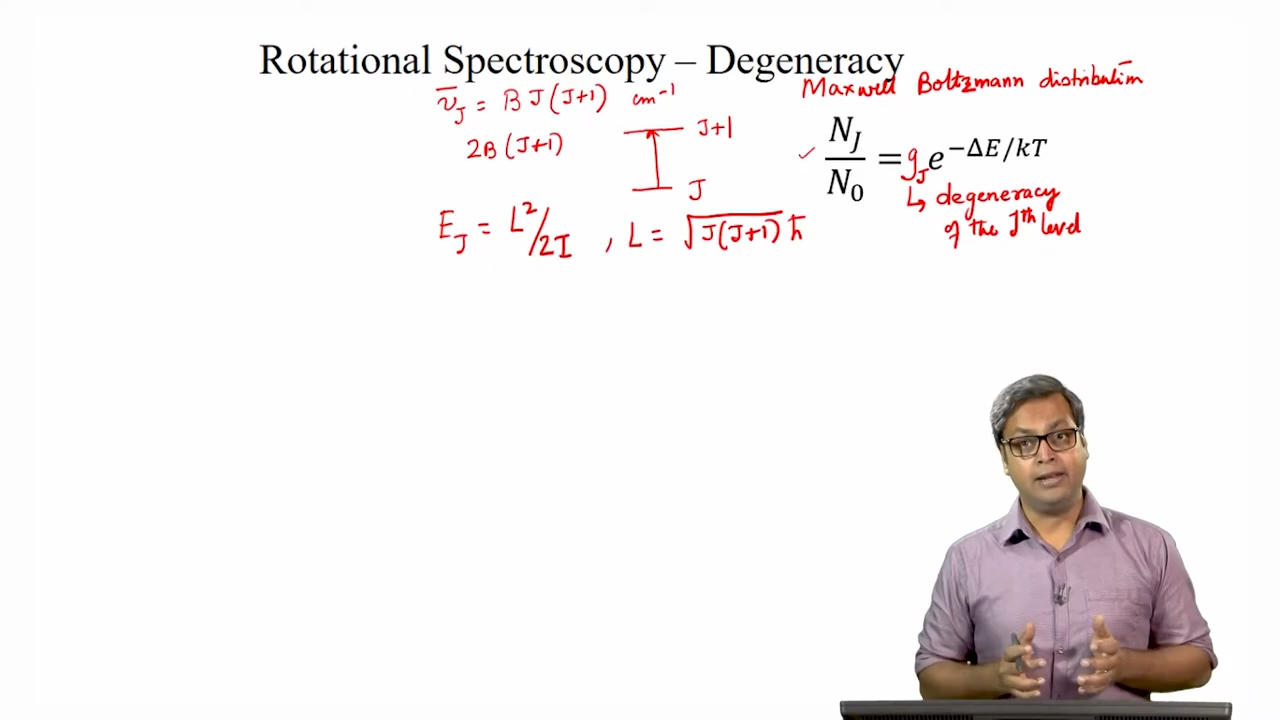 Rotational Spectroscopy – Degeneracy
ν̄_J = B J(J+1) cm⁻¹
2B(J+1)
J+1
J
E_J = L²/2I , L = √J(J+1) ħ
Maxwell Boltzmann distribution
✓ N_J/N_0 = g_J e^{−ΔE/kT}
↳ degeneracy
of the Jᵗʰ level